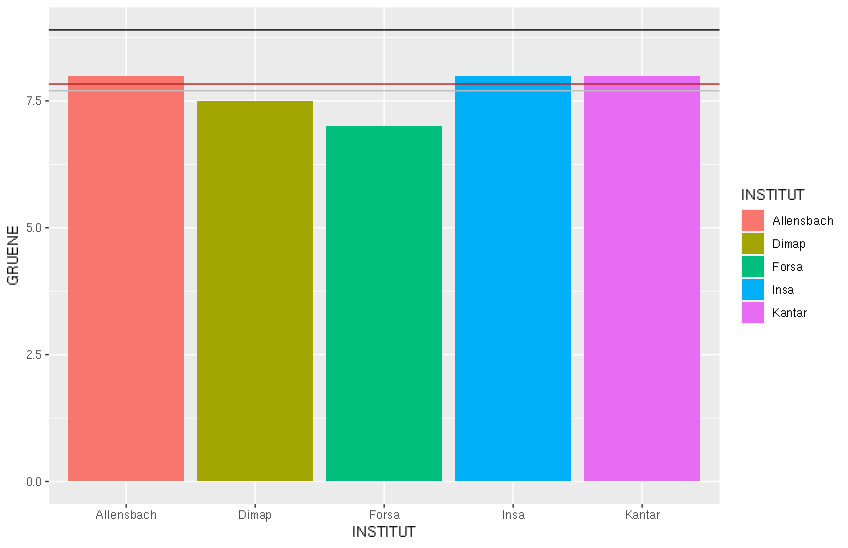 GRUENE
7.5
5.0
2.5
0.0
Allensbach Dimap Forsa Insa Kantar
INSTITUT
INSTITUT
Allensbach
Dimap
Forsa
Insa
Kantar